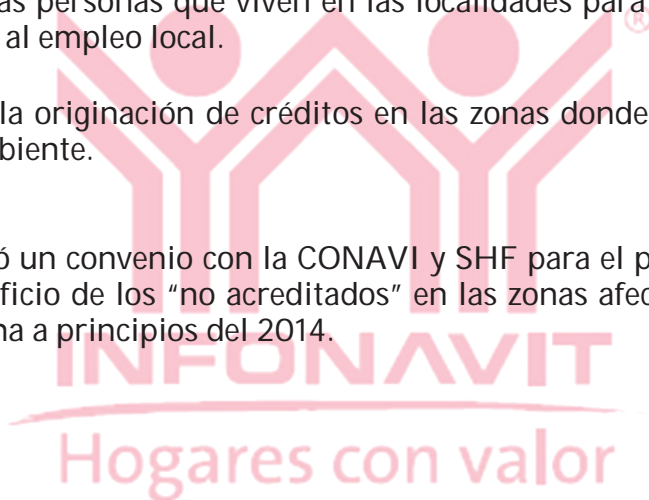 as personas que viven en las localidades para
al empleo local.
la originación de créditos en las zonas donde
biente.
ó un convenio con la CONAVI y SHF para el p
ficio de los “no acreditados” en las zonas afec
na a principios del 2014.
INFONAVIT
Hogares con valor